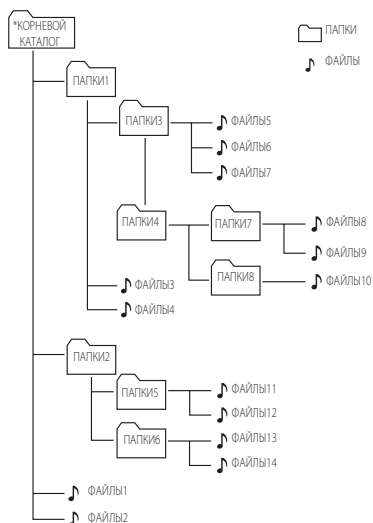 *КОРНЕВОЙ
КАТАЛОГ
ПАПКИ
ФАЙЛЫ
ПАПКИ1
ПАПКИ3
ФАЙЛЫ5
ФАЙЛЫ6
ФАЙЛЫ7
ПАПКИ4
ПАПКИ7
ФАЙЛЫ8
ФАЙЛЫ9
ПАПКИ8
ФАЙЛЫ10
ФАЙЛЫ3
ФАЙЛЫ4
ПАПКИ2
ПАПКИ5
ФАЙЛЫ11
ФАЙЛЫ12
ПАПКИ6
ФАЙЛЫ13
ФАЙЛЫ14
ФАЙЛЫ1
ФАЙЛЫ2